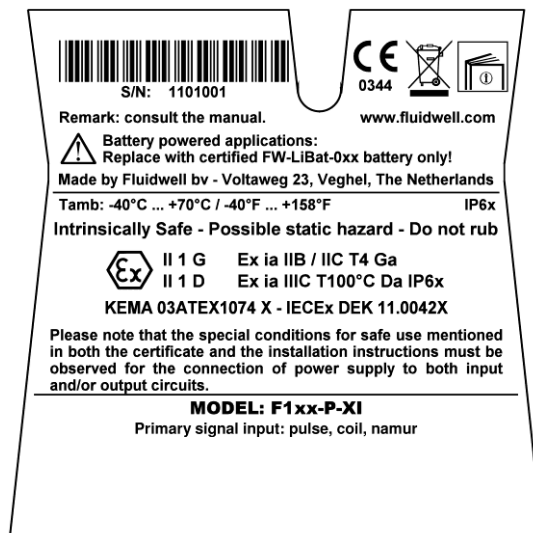 CE
0344
S/N: 1101001
Remark: consult the manual.
www.fluidwell.com
Battery powered applications:
Replace with certified FW-LiBat-0xx battery only!
Made by Fluidwell bv - Voltaweg 23, Veghel, The Netherlands
Tamb: -40°C ... +70°C / -40°F ... +158°F IP6x
Intrinsically Safe - Possible static hazard - Do not rub
Ex
II 1 G Ex ia IIB / IIC T4 Ga
II 1 D Ex ia IIIC T100°C Da IP6x
KEMA 03ATEX1074 X - IECEx DEK 11.0042X
Please note that the special conditions for safe use mentioned
in both the certificate and the installation instructions must be
observed for the connection of power supply to both input
and/or output circuits.
MODEL: F1xx-P-XI
Primary signal input: pulse, coil, namur